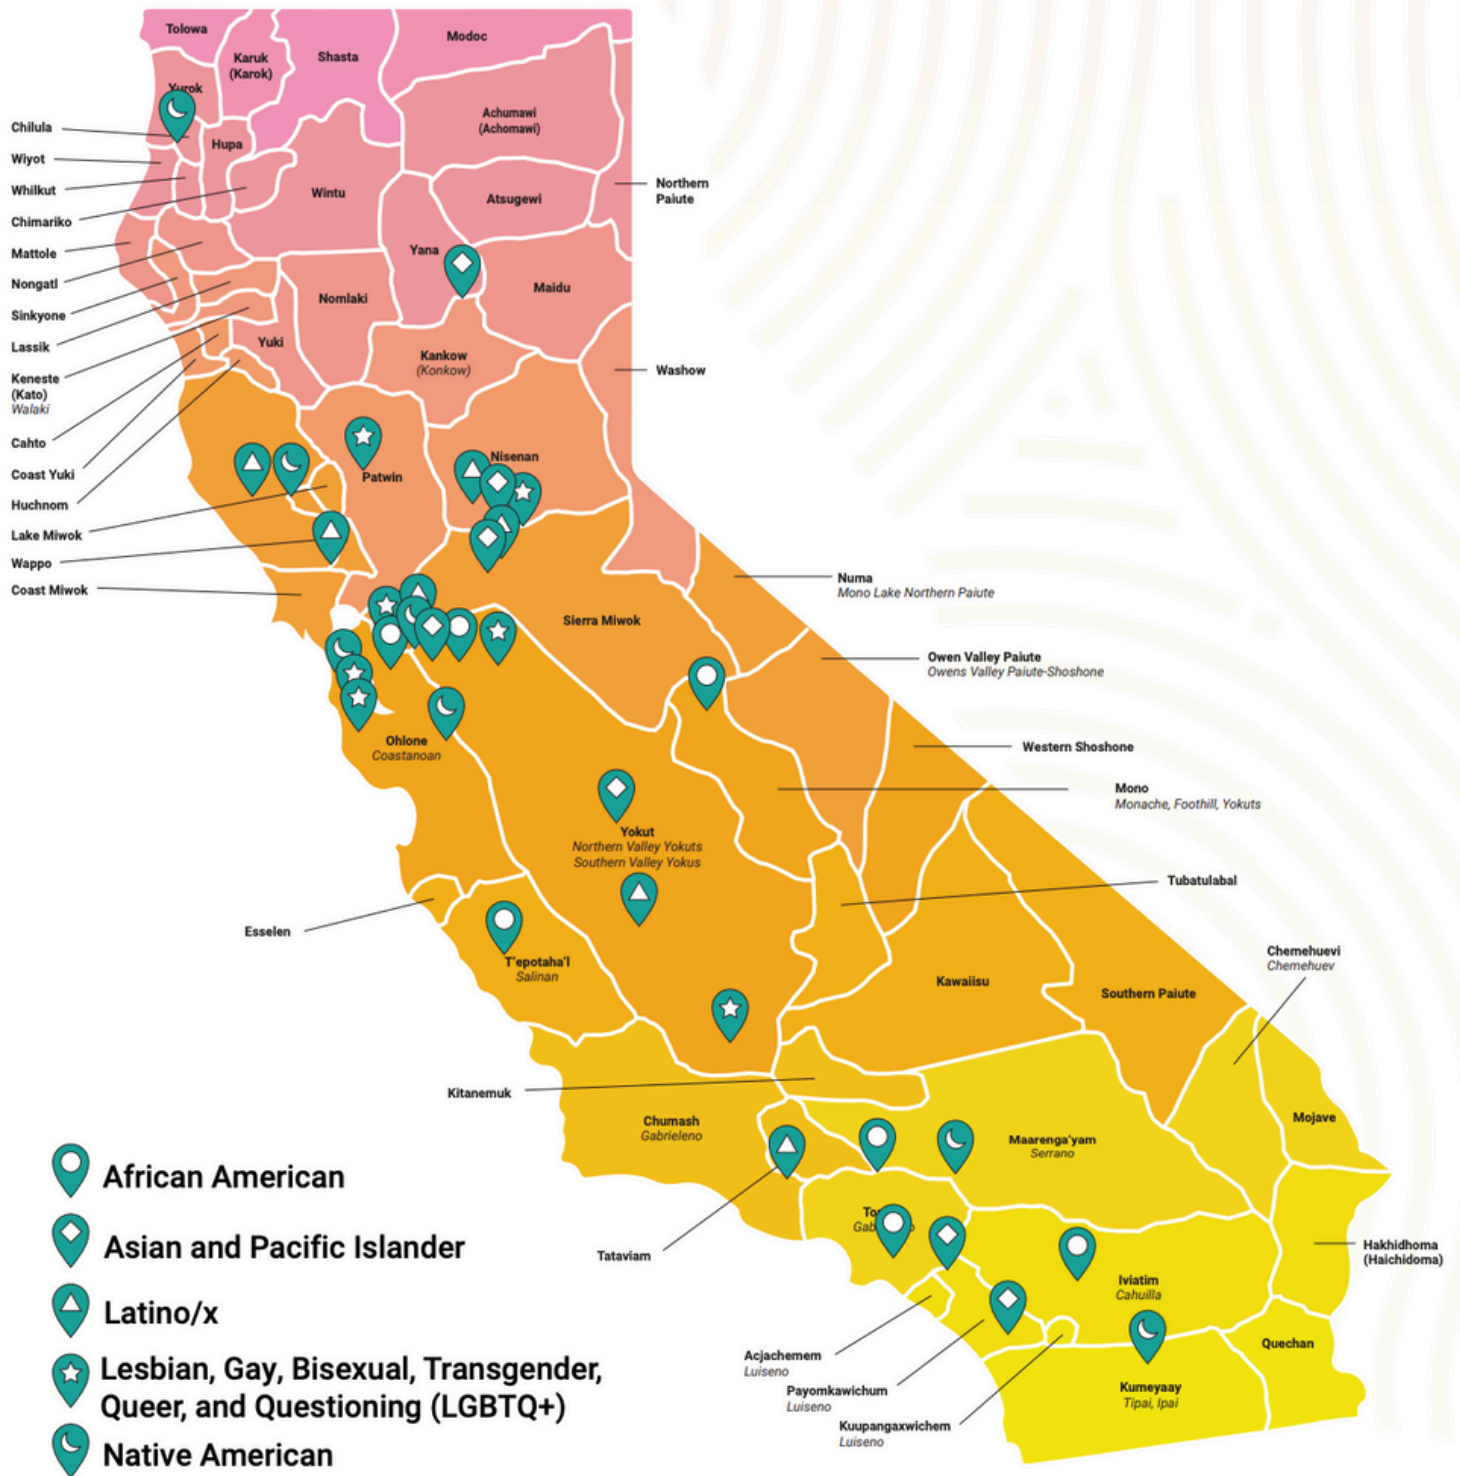 Tolowa
Karuk
(Karok)
Shasta
Modoc
Yurok
Chilula
Hupa
Achumawi
(Achomawi)
Wiyot
Whilkut
Chimariko
Wintu
Atsugewi
Northern
Paiute
Mattole
Yana
Nongatl
Maidu
Nomlaki
Sinkyone
Lassik
Yuki
Kankow
(Konkow)
Washow
Keneste
(Kato)
Walaki
Cahto
Coast Yuki
Huchnom
Patwin
Nisenan
Lake Miwok
Wappo
Coast Miwok
Numa
Mono Lake Northern Paiute
Sierra Miwok
Owen Valley Paiute
Owens Valley Paiute-Shoshone
Ohlone
Coastanoan
Western Shoshone
Mono
Monache, Foothill, Yokuts
Yokut
Northern Valley Yokuts
Southern Valley Yokus
Tubatulabal
Esselen
T'epotaha'l
Salinan
Kawaiisu
Southern Paiute
Chemehuevi
Chemehuev
Kitanemuk
Chumash
Gabrieleno
Maarenga'yam
Serrano
Mojave
Tataviam
Hakhidhoma
(Haichidoma)
Iviatim
Cahuilla
Acjachemem
Luiseno
Payomkawichum
Luiseno
Kuupangaxwichem
Luiseno
Kumeyaay
Tipai, Ipai
Quechan
African American
Asian and Pacific Islander
Latino/x
Lesbian, Gay, Bisexual, Transgender,
Queer, and Questioning (LGBTQ+)
Native American